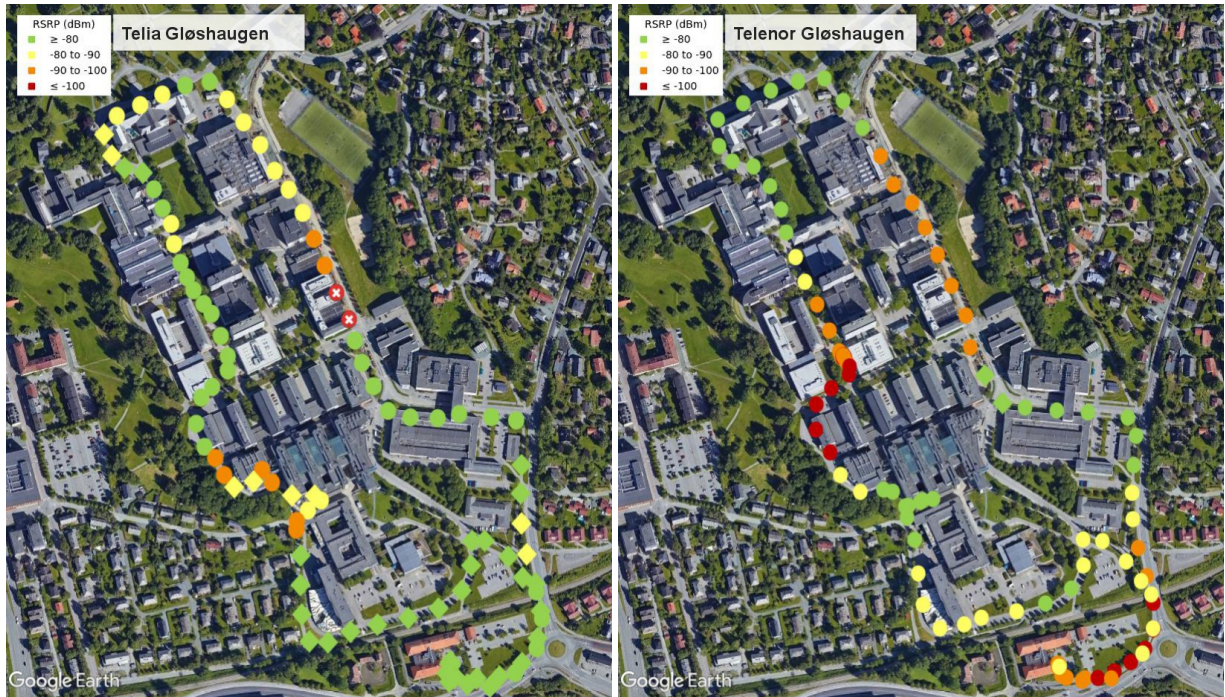 RSRP (dBm)
≥ -80
-80 to -90
-90 to -100
≤ -100
Telia Gløshaugen
Google Earth
RSRP (dBm)
≥ -80
-80 to -90
-90 to -100
≤ -100
Telenor Gløshaugen
Google Earth